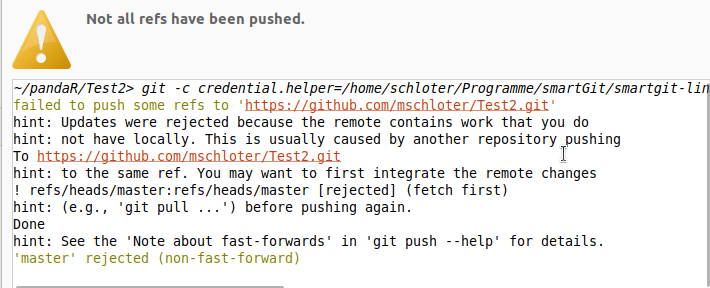 Not all refs have been pushed.
~/pandaR/Test2> git -c credential.helper=/home/schloter/Programme/smartGit/smartgit-lin
failed to push some refs to 'https://github.com/mschloter/Test2.git'
hint: Updates were rejected because the remote contains work that you do
hint: not have locally. This is usually caused by another repository pushing
To https://github.com/mschloter/Test2.git
hint: to the same ref. You may want to first integrate the remote changes
! refs/heads/master:refs/heads/master [rejected] (fetch first)
hint: (e.g., 'git pull ...') before pushing again.
Done
hint: See the 'Note about fast-forwards' in 'git push --help' for details.
'master' rejected (non-fast-forward)